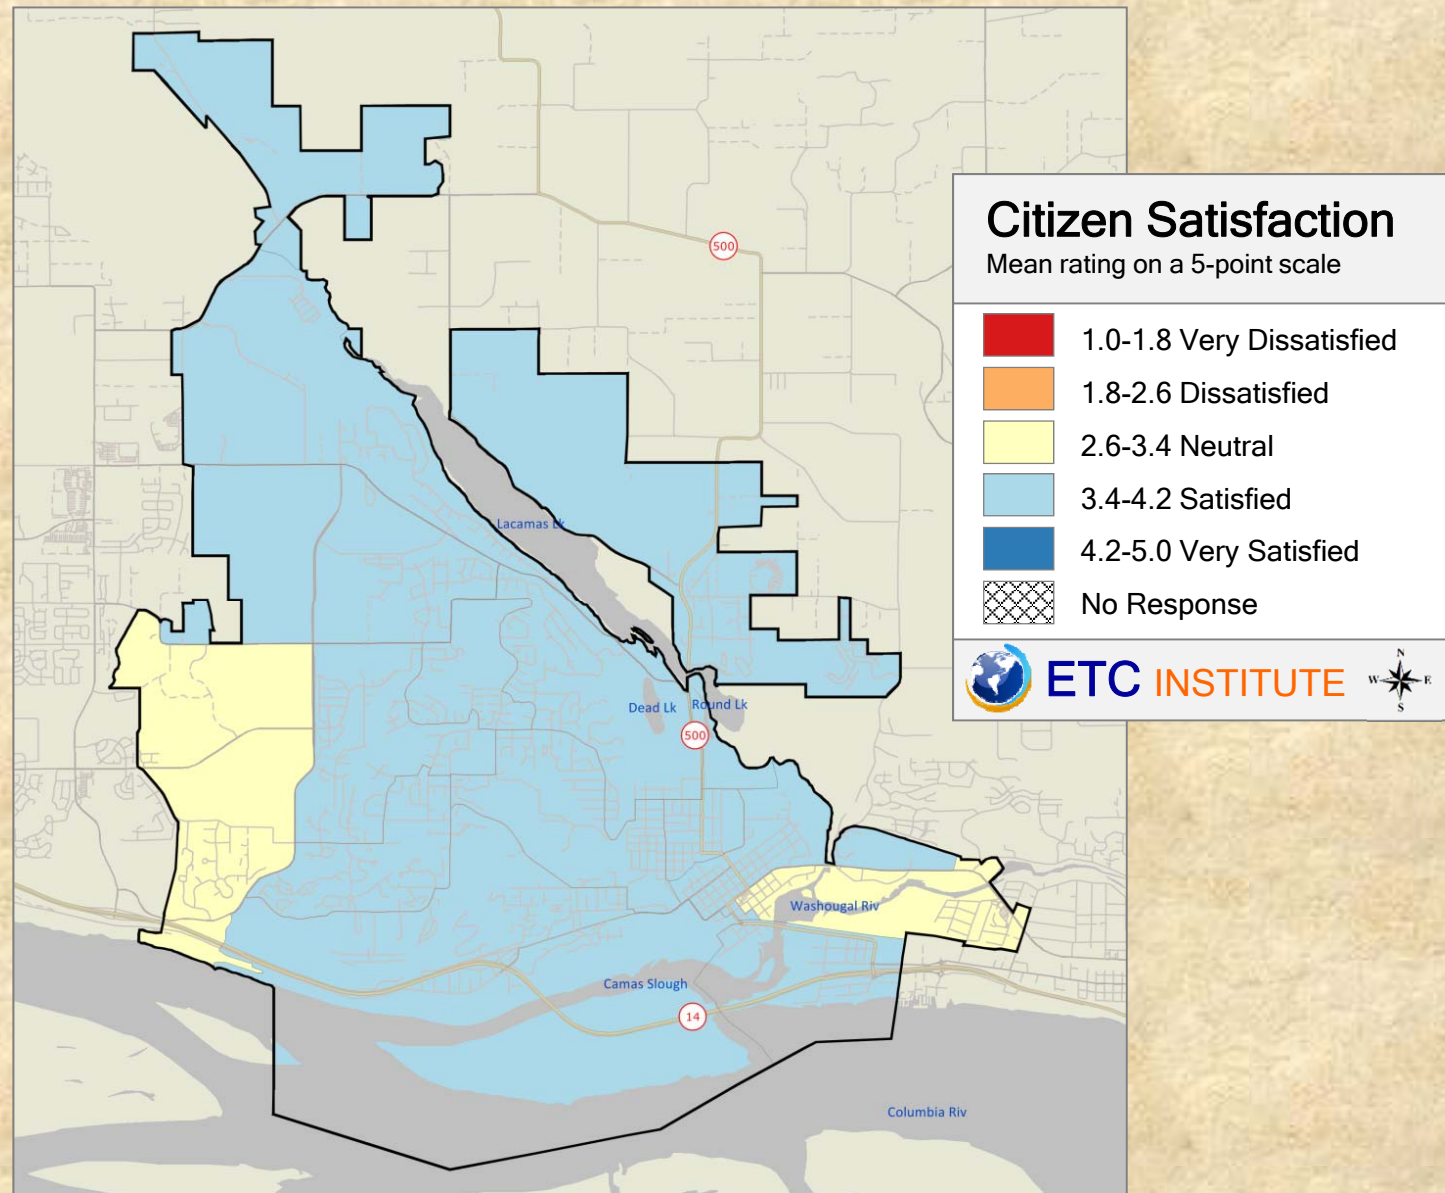 500
Citizen Satisfaction
Mean rating on a 5-point scale
1.0-1.8 Very Dissatisfied
1.8-2.6 Dissatisfied
2.6-3.4 Neutral
3.4-4.2 Satisfied
4.2-5.0 Very Satisfied
No Response
ETC INSTITUTE
N
W E
S
Lacamas Lk
Dead Lk
Round Lk
500
Washougal Riv
Camas Slough
14
Columbia Riv